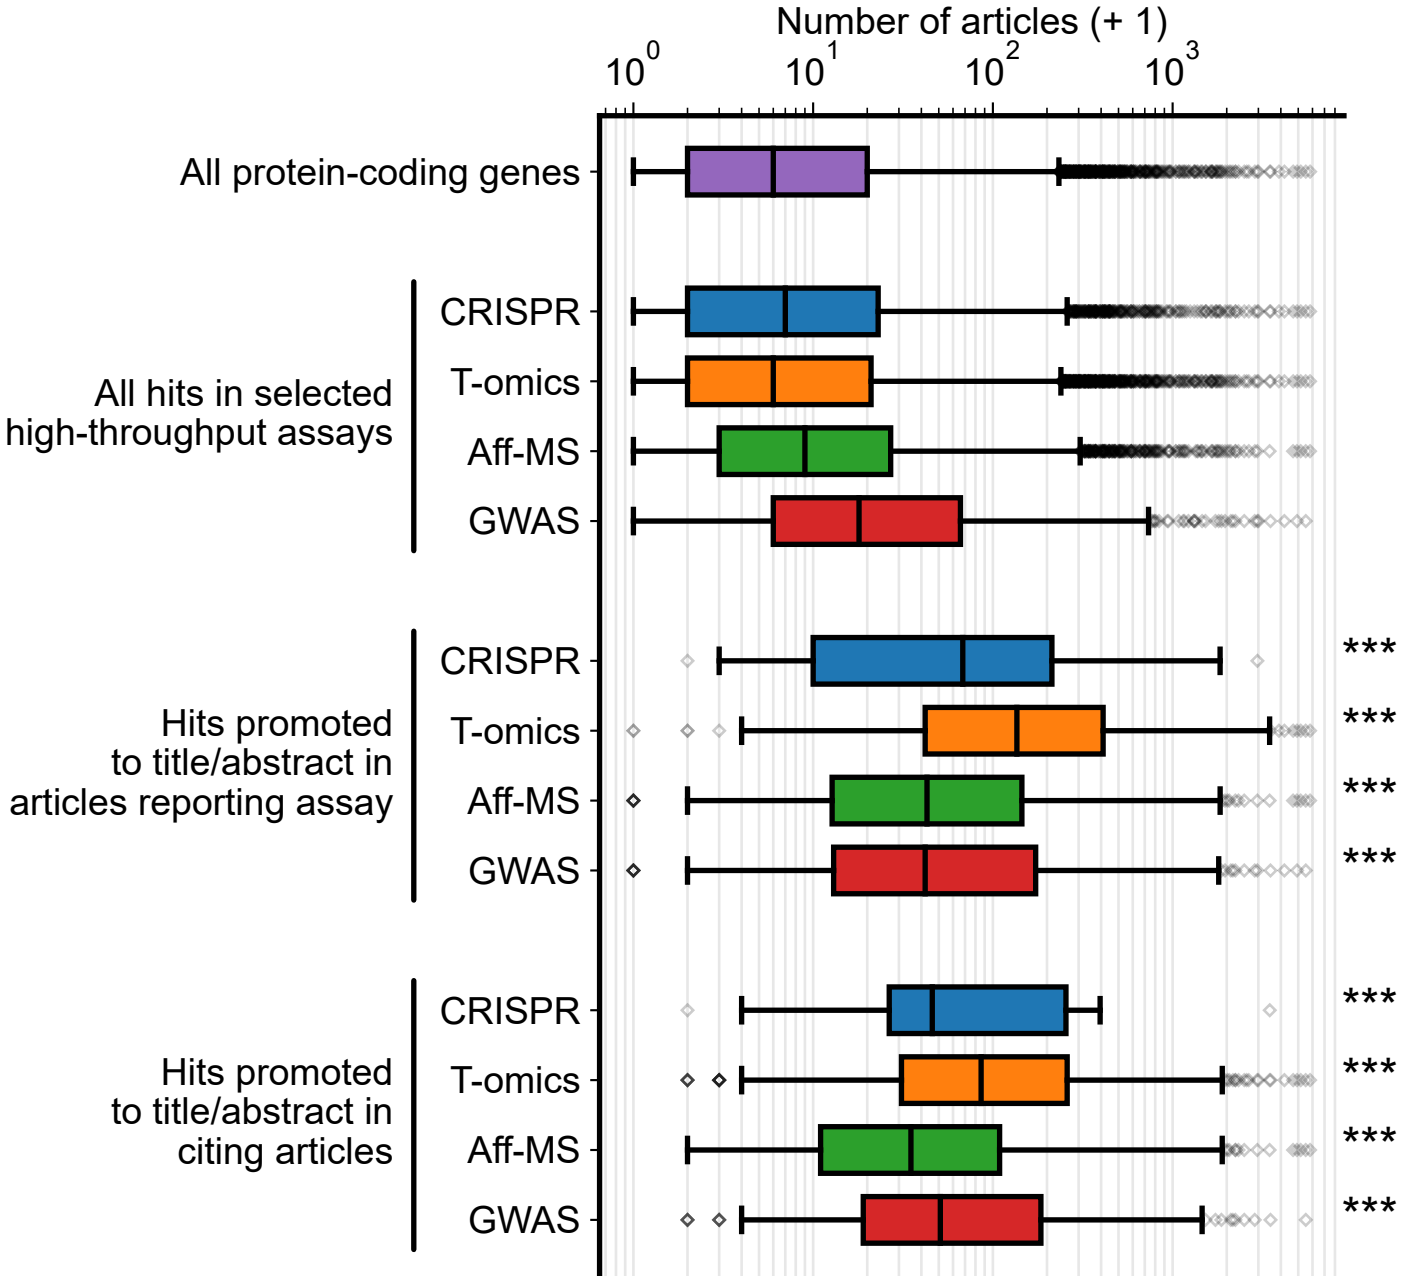 Number of articles (+ 1)
10^0 10^1 10^2 10^3
All protein-coding genes
All hits in selected
high-throughput assays
CRISPR
T-omics
Aff-MS
GWAS
Hits promoted
to title/abstract in
articles reporting assay
CRISPR ***
T-omics ***
Aff-MS ***
GWAS ***
Hits promoted
to title/abstract in
citing articles
CRISPR ***
T-omics ***
Aff-MS ***
GWAS ***